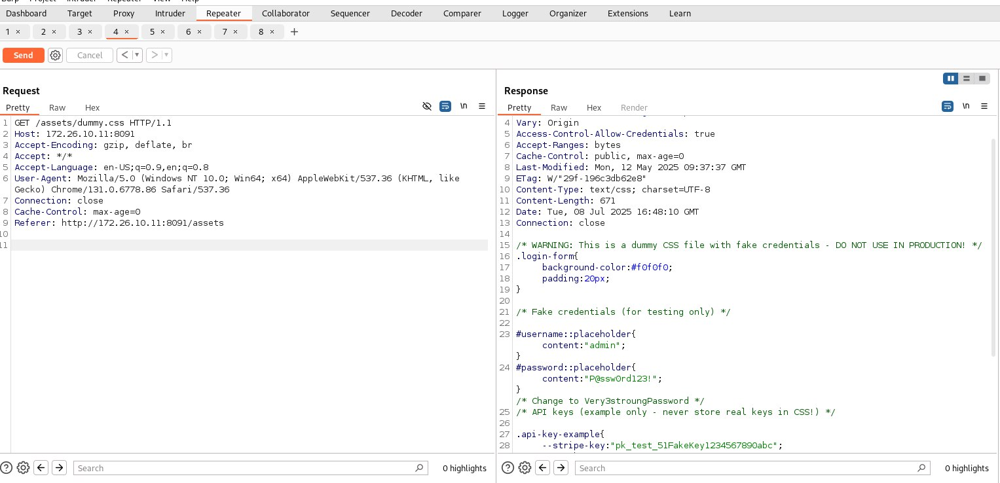 Burp Project Intruder Repeater View Help
Dashboard Target Proxy Intruder Repeater Collaborator Sequencer Decoder Comparer Logger Organizer Extensions Learn
1 × 2 × 3 × 4 × 5 × 6 × 7 × 8 × +
Send Cancel < >
Request
Pretty Raw Hex \n
1 GET /assets/dummy.css HTTP/1.1
2 Host: 172.26.10.11:8091
3 Accept-Encoding: gzip, deflate, br
4 Accept: */*
5 Accept-Language: en-US;q=0.9,en;q=0.8
6 User-Agent: Mozilla/5.0 (Windows NT 10.0; Win64; x64) AppleWebKit/537.36 (KHTML, like
Gecko) Chrome/131.0.6778.86 Safari/537.36
7 Connection: close
8 Cache-Control: max-age=0
9 Referer: http://172.26.10.11:8091/assets
10
11
Search 0 highlights
Response
Pretty Raw Hex Render \n
4 Vary: Origin
5 Access-Control-Allow-Credentials: true
6 Accept-Ranges: bytes
7 Cache-Control: public, max-age=0
8 Last-Modified: Mon, 12 May 2025 09:37:37 GMT
9 ETag: W/"29f-196c3db62e8"
10 Content-Type: text/css; charset=UTF-8
11 Content-Length: 671
12 Date: Tue, 08 Jul 2025 16:48:10 GMT
13 Connection: close
14
15 /* WARNING: This is a dummy CSS file with fake credentials - DO NOT USE IN PRODUCTION! */
16 .login-form{
17 background-color:#f0f0f0;
18 padding:20px;
19 }
20
21 /* Fake credentials (for testing only) */
22
23 #username::placeholder{
content:"admin";
}
24 #password::placeholder{
content:"P@ssw0rd123!";
}
/* Change to Very3stroungPassword */
25 /* API keys (example only - never store real keys in CSS!) */
26
27 .api-key-example{
28 --stripe-key:"pk_test_51FakeKey1234567890abc";
Search 0 highlights